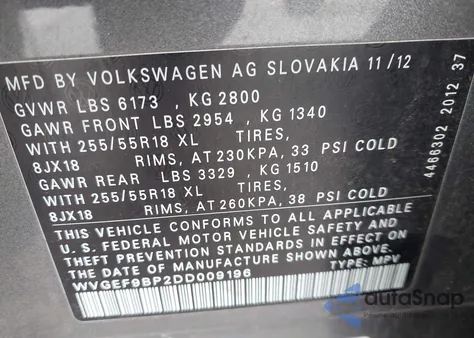 MFD BY VOLKSWAGEN AG SLOVAKIA 11/12
GVWR LBS 6173 , KG 2800
GAWR FRONT LBS 2954 , KG 1340
WITH 255/55R18 XL TIRES,
8JX18 RIMS, AT 230KPA, 33 PSI COLD
GAWR REAR LBS 3329 , KG 1510
WITH 255/55R18 XL TIRES,
8JX18 RIMS, AT 260KPA, 38 PSI COLD
THIS VEHICLE CONFORMS TO ALL APPLICABLE
U.S. FEDERAL MOTOR VEHICLE SAFETY AND
THEFT PREVENTION STANDARDS IN EFFECT ON
THE DATE OF MANUFACTURE SHOWN ABOVE.
WVGEF9BP2DD009196 TYPE: MPV
4466302 2012 37
autoSnap